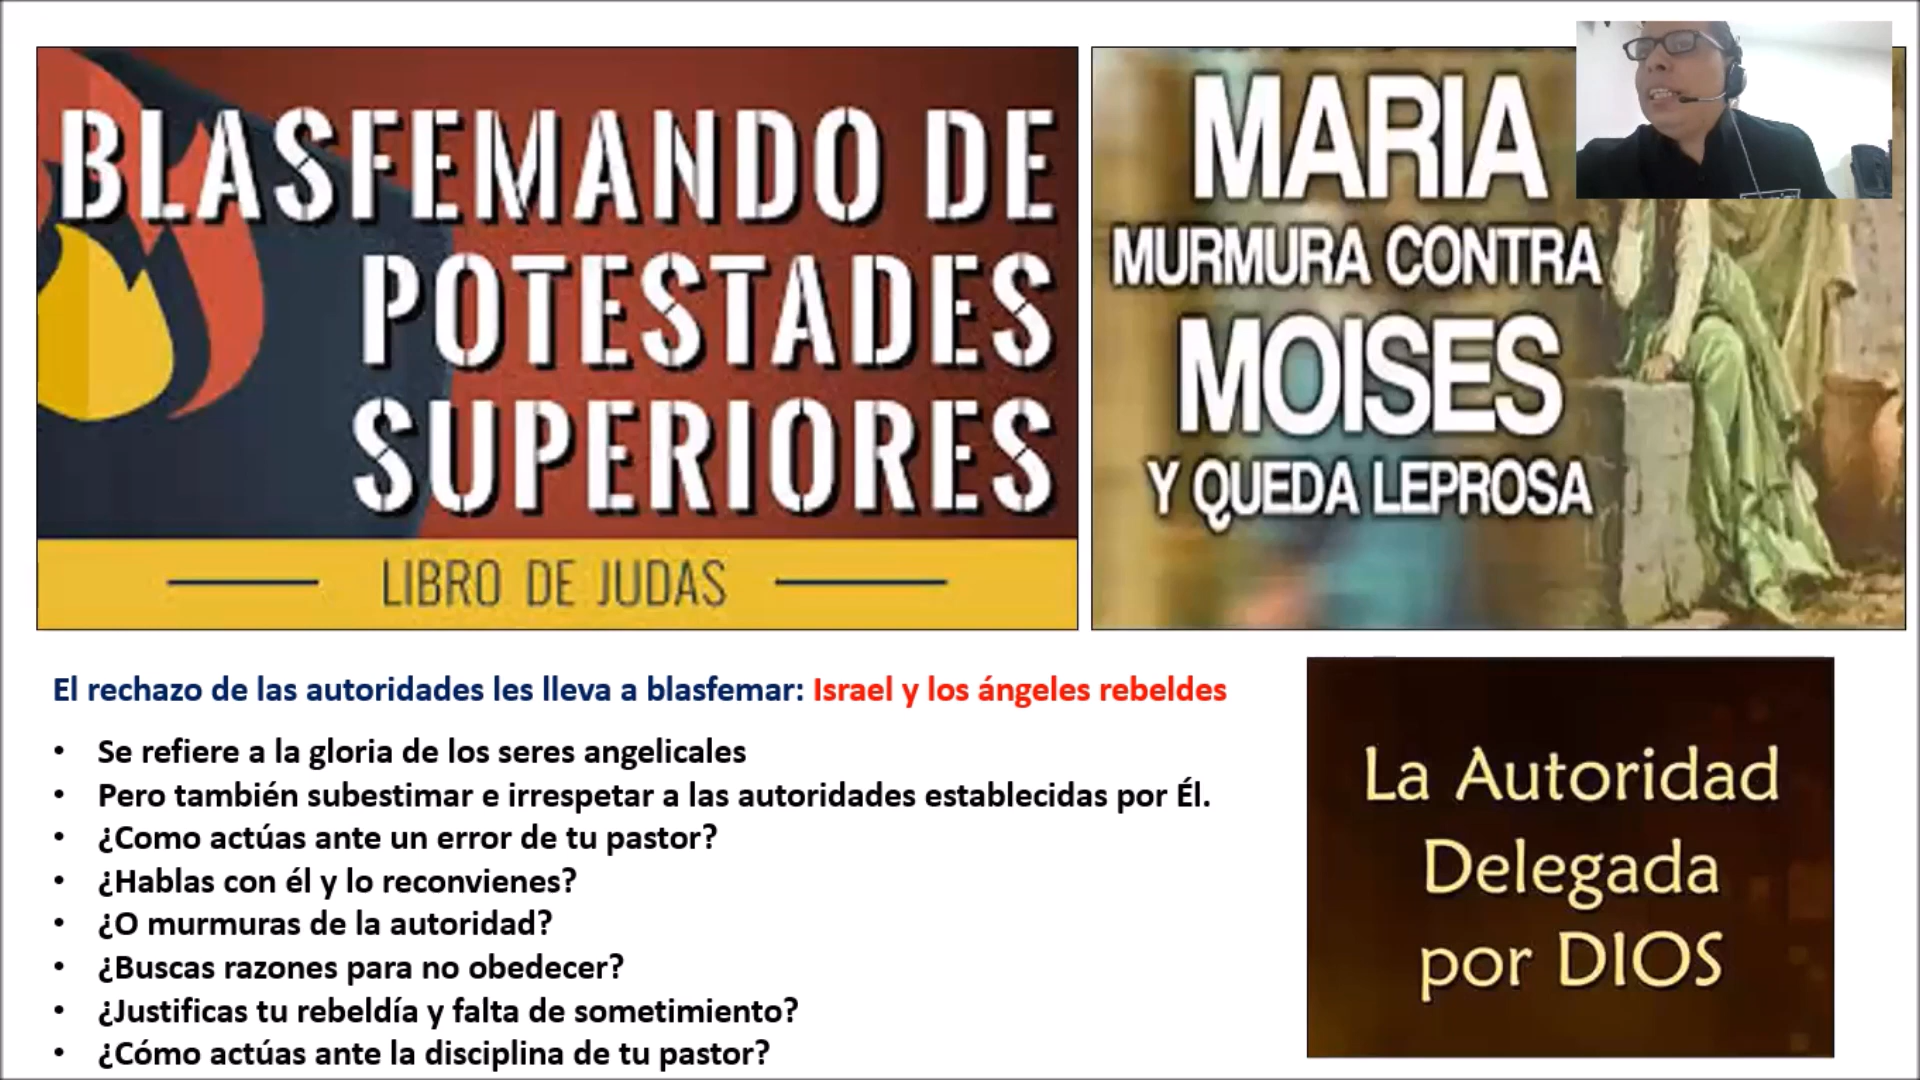 BLASFEMANDO DE
POTESTADES
SUPERIORES
LIBRO DE JUDAS
MARIA
MURMURA CONTRA
MOISES
Y QUEDA LEPROSA
El rechazo de las autoridades les lleva a blasfemar: Israel y los ángeles rebeldes
• Se refiere a la gloria de los seres angelicales
• Pero también subestimar e irrespetar a las autoridades establecidas por Él.
• ¿Como actúas ante un error de tu pastor?
• ¿Hablas con él y lo reconvienes?
• ¿O murmuras de la autoridad?
• ¿Buscas razones para no obedecer?
• ¿Justificas tu rebeldía y falta de sometimiento?
• ¿Cómo actúas ante la disciplina de tu pastor?
La Autoridad
Delegada
por DIOS